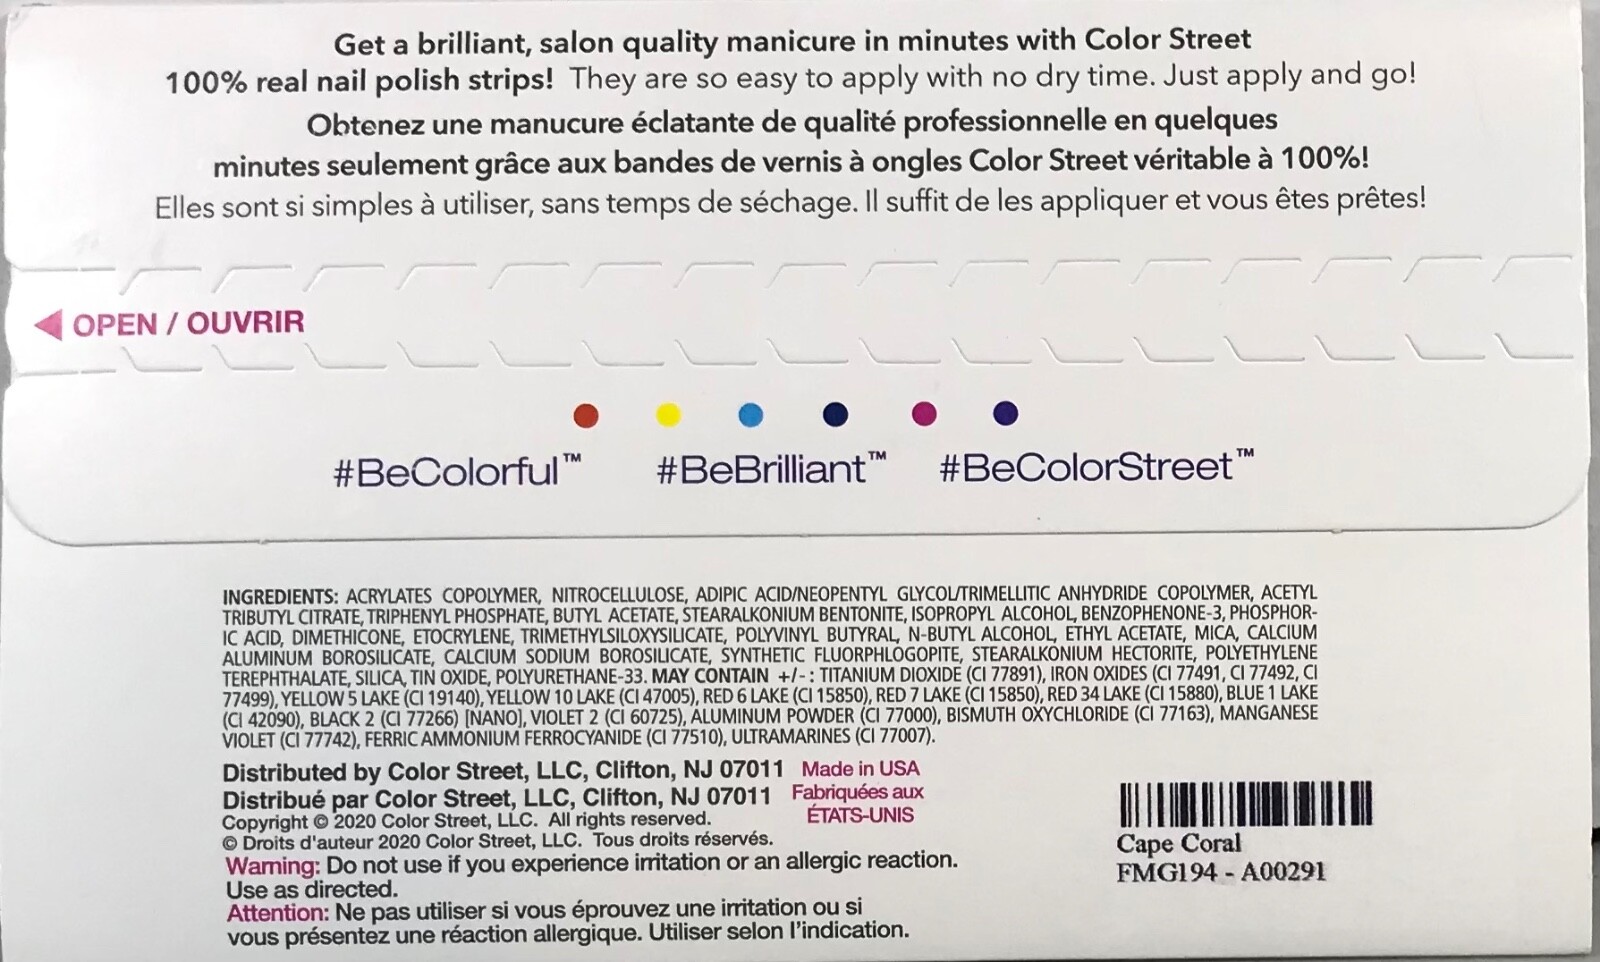 Get a brilliant, salon quality manicure in minutes with Color Street
100% real nail polish strips! They are so easy to apply with no dry time. Just apply and go!
Obtenez une manucure éclatante de qualité professionnelle en quelques
minutes seulement grâce aux bandes de vernis à ongles Color Street véritable à 100%!
Elles sont si simples à utiliser, sans temps de séchage. Il suffit de les appliquer et vous êtes prêtes!
OPEN / OUVRIR
#BeColorful™ #BeBrilliant™ #BeColorStreet™
INGREDIENTS: ACRYLATES COPOLYMER, NITROCELLULOSE, ADIPIC ACID/NEOPENTYL GLYCOL/TRIMELLITIC ANHYDRIDE COPOLYMER, ACETYL
TRIBUTYL CITRATE, TRIPHENYL PHOSPHATE, BUTYL ACETATE, STEARALKONIUM BENTONITE, ISOPROPYL ALCOHOL, BENZOPHENONE-3, PHOSPHOR-
IC ACID, DIMETHICONE, ETOCRYLENE, TRIMETHYLSILOXYSILICATE, POLYVINYL BUTYRAL, N-BUTYL ALCOHOL, ETHYL ACETATE, MICA, CALCIUM
ALUMINUM BOROSILICATE, CALCIUM SODIUM BOROSILICATE, SYNTHETIC FLUORPHLOGOPITE, STEARALKONIUM HECTORITE, POLYETHYLENE
TEREPHTHALATE, SILICA, TIN OXIDE, POLYURETHANE-33. MAY CONTAIN +/- : TITANIUM DIOXIDE (CI 77891), IRON OXIDES (CI 77491, CI 77492, CI
77499), YELLOW 5 LAKE (CI 19140), YELLOW 10 LAKE (CI 47005), RED 6 LAKE (CI 15850), RED 7 LAKE (CI 15850), RED 34 LAKE (CI 15880), BLUE 1 LAKE
(CI 42090), BLACK 2 (CI 77266) [NANO], VIOLET 2 (CI 60725), ALUMINUM POWDER (CI 77000), BISMUTH OXYCHLORIDE (CI 77163), MANGANESE
VIOLET (CI 77742), FERRIC AMMONIUM FERROCYANIDE (CI 77510), ULTRAMARINES (CI 77007).
Distributed by Color Street, LLC, Clifton, NJ 07011
Distribué par Color Street, LLC, Clifton, NJ 07011
Made in USA
Fabriquées aux
ÉTATS-UNIS
Copyright © 2020 Color Street, LLC. All rights reserved.
© Droits d'auteur 2020 Color Street, LLC. Tous droits réservés.
Warning: Do not use if you experience irritation or an allergic reaction.
Use as directed.
Attention: Ne pas utiliser si vous éprouvez une irritation ou si
vous présentez une réaction allergique. Utiliser selon l'indication.
Cape Coral
FMG194 - A00291